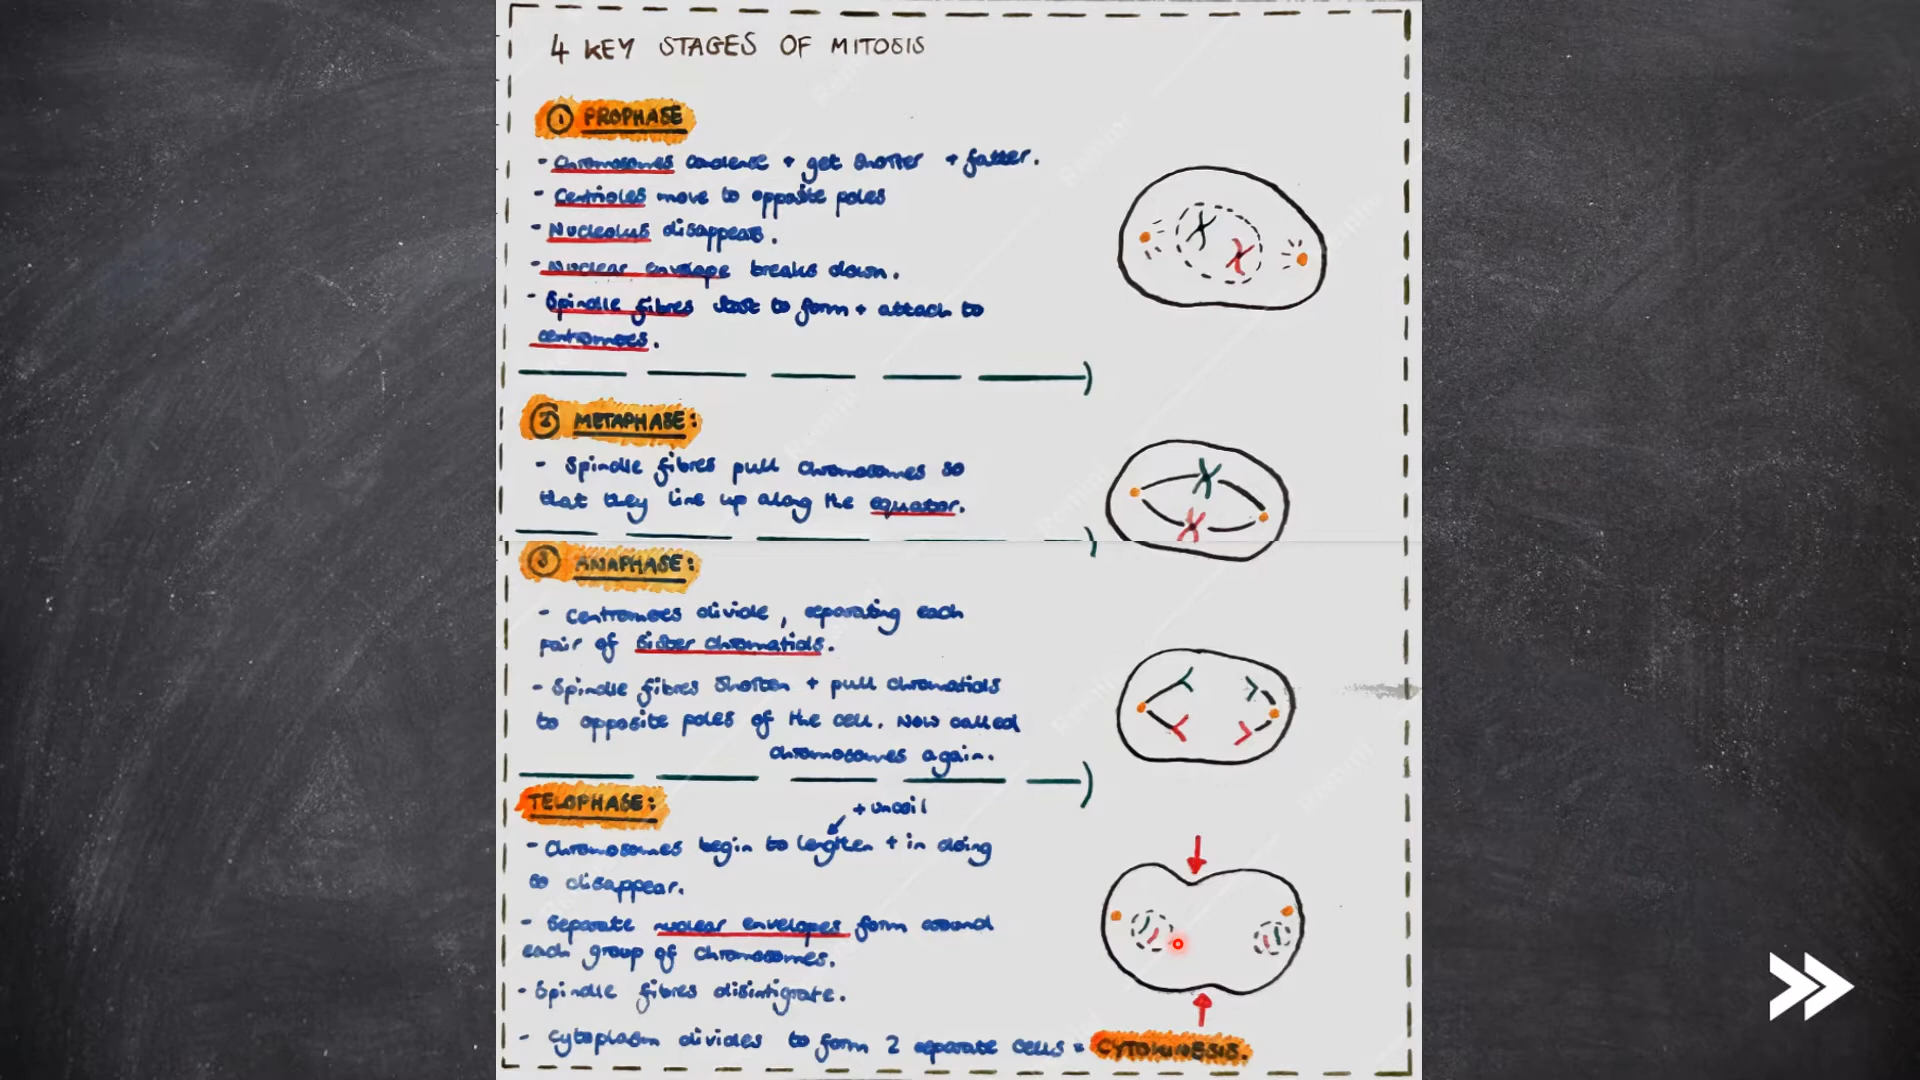 4 KEY STAGES OF MITOSIS
① PROPHASE
- Chromosomes condense + get shorter + fatter.
- Centrioles move to opposite poles
- Nucleolus disappears.
- Nuclear envelope breaks down.
- Spindle fibres start to form + attach to
centromeres.
② METAPHASE:
- Spindle fibres pull chromosomes so
that they line up along the equator.
③ ANAPHASE:
- Centromeres divide, separating each
pair of sister chromatids.
- Spindle fibres shorten + pull chromatids
to opposite poles of the cell. Now called
chromosomes again.
TELOPHASE:
+ uncoil
- Chromosomes begin to lengthen + in doing
so disappear.
- Separate nuclear envelopes form around
each group of chromosomes.
- Spindle fibres disintigrate.
- Cytoplasm divides to form 2 separate cells = CYTOKINESIS.